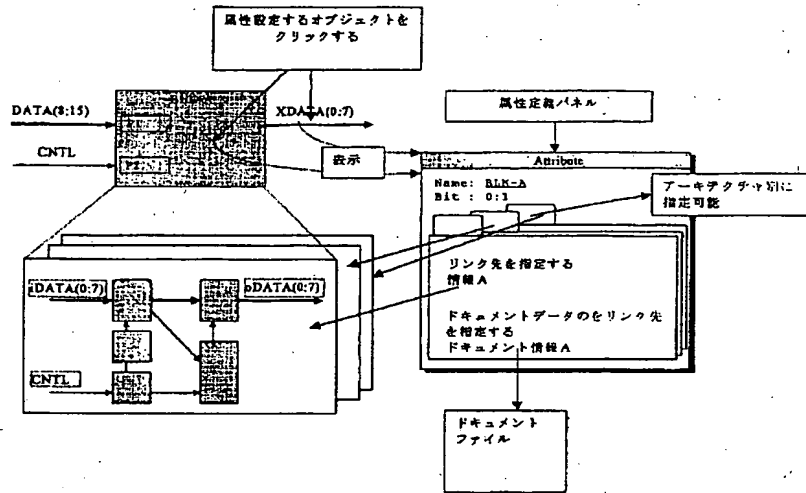 属性設定するオブジェクトを
クリックする
DATA(8:15)
XDATA(0:7)
CNTL
表示
属性定義パネル
Attribute
Name: BLK-A
Bit : 0:3
アーキテクチャ別に
指定可能
リンク先を指定する
情報A
ドキュメントデータのをリンク先
を指定する
ドキュメント情報A
iDATA(0:7)
oDATA(0:7)
CNTL
ドキュメント
ファイル